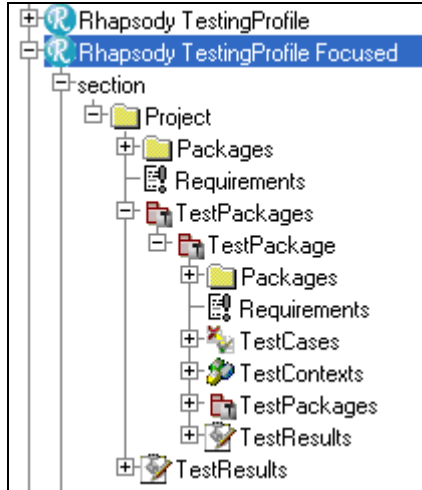 Rhapsody TestingProfile
Rhapsody TestingProfile Focused
section
Project
Packages
Requirements
TestPackages
TestPackage
Packages
Requirements
TestCases
TestContexts
TestPackages
TestResults
TestResults